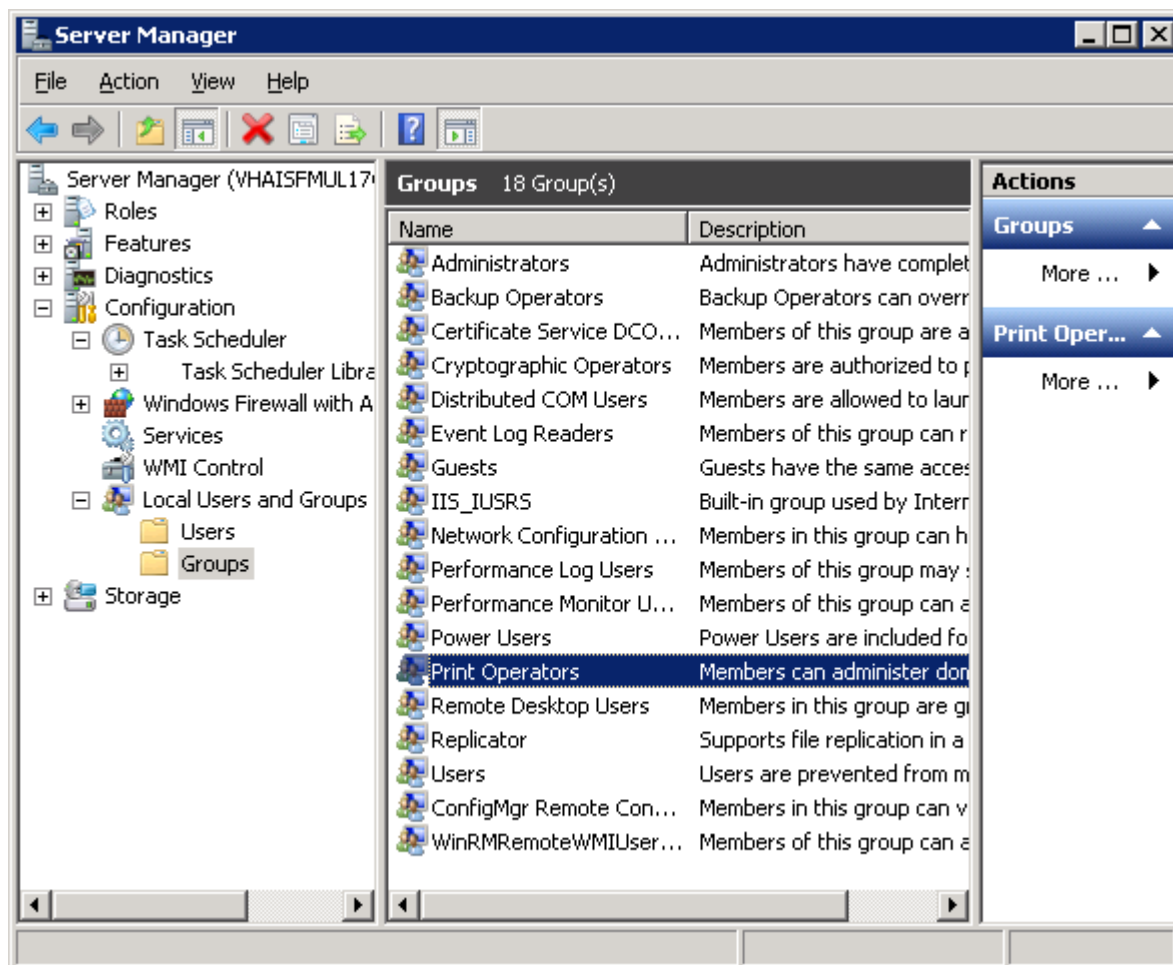 Server Manager
File Action View Help
Server Manager (VHAISFMUL17
Roles
Features
Diagnostics
Configuration
Task Scheduler
Task Scheduler Libra
Windows Firewall with A
Services
WMI Control
Local Users and Groups
Users
Groups
Storage
Groups 18 Group(s)
Name Description
Administrators Administrators have complet
Backup Operators Backup Operators can overr
Certificate Service DCO... Members of this group are a
Cryptographic Operators Members are authorized to p
Distributed COM Users Members are allowed to laun
Event Log Readers Members of this group can r
Guests Guests have the same acces
IIS_IUSRS Built-in group used by Intern
Network Configuration ... Members in this group can h
Performance Log Users Members of this group may s
Performance Monitor U... Members of this group can a
Power Users Power Users are included fo
Print Operators Members can administer dom
Remote Desktop Users Members in this group are g
Replicator Supports file replication in a
Users Users are prevented from m
ConfigMgr Remote Con... Members in this group can v
WinRMRemoteWMIUser... Members of this group can a
Actions
Groups
More ...
Print Oper...
More ...